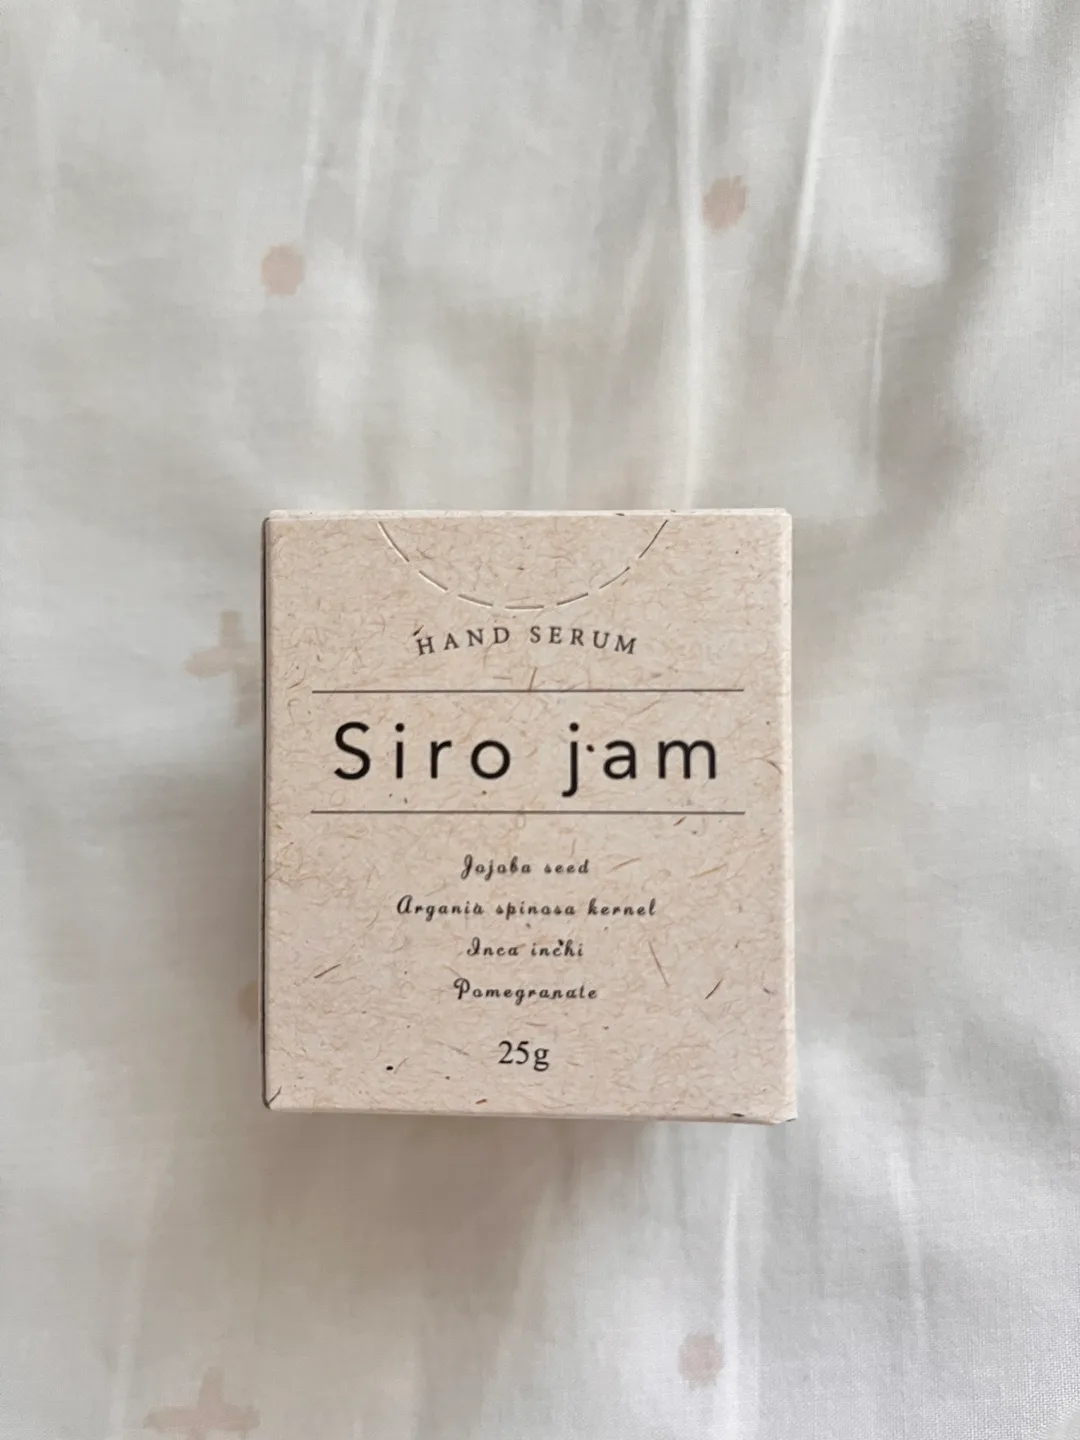 HAND SERUM
Siro jam
Jojoba seed
Argania spinosa kernel
Inca inchi
Pomegranate
25g